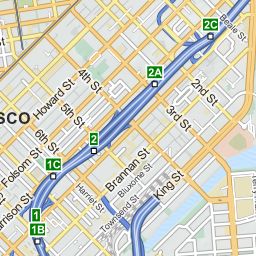 2C
Beale St
2A
4th St
2nd St
Howard St
3rd St
sco
5th St
6th St
2
1C
Brannan St
Folsom St
Bluxome St
King St
Harriet St
Townsend St
rrison St
1
1B